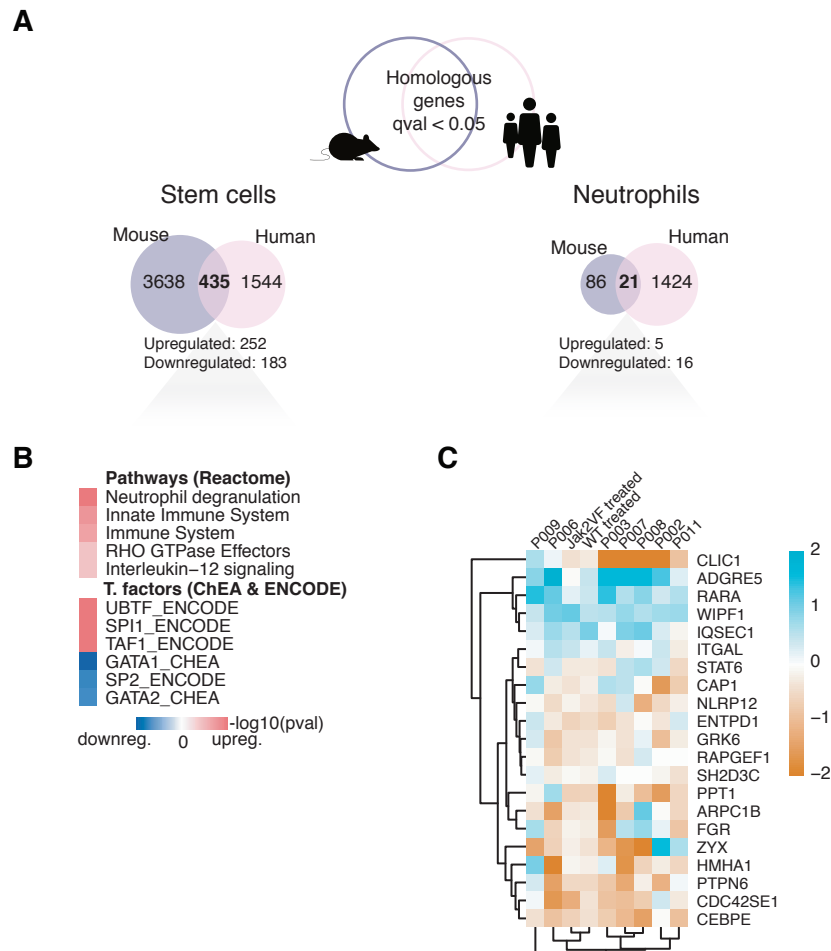 A
Homologous
genes
qval < 0.05
Stem cells
Mouse
Human
3638 435 1544
Upregulated: 252
Downregulated: 183
Neutrophils
Mouse
Human
86 21 1424
Upregulated: 5
Downregulated: 16
B
Pathways (Reactome)
Neutrophil degranulation
Innate Immune System
Immune System
RHO GTPase Effectors
Interleukin-12 signaling
T. factors (ChEA & ENCODE)
UBTF_ENCODE
SPI1_ENCODE
TAF1_ENCODE
GATA1_CHEA
SP2_ENCODE
GATA2_CHEA
-log10(pval)
downreg. 0 upreg.
C
P009
P006
Jak2VF treated
WT treated
P003
P007
P008
P002
P011
CLIC1
ADGRE5
RARA
WIPF1
IQSEC1
ITGAL
STAT6
CAP1
NLRP12
ENTPD1
GRK6
RAPGEF1
SH2D3C
PPT1
ARPC1B
FGR
ZYX
HMHA1
PTPN6
CDC42SE1
CEBPE
2
1
0
−1
−2